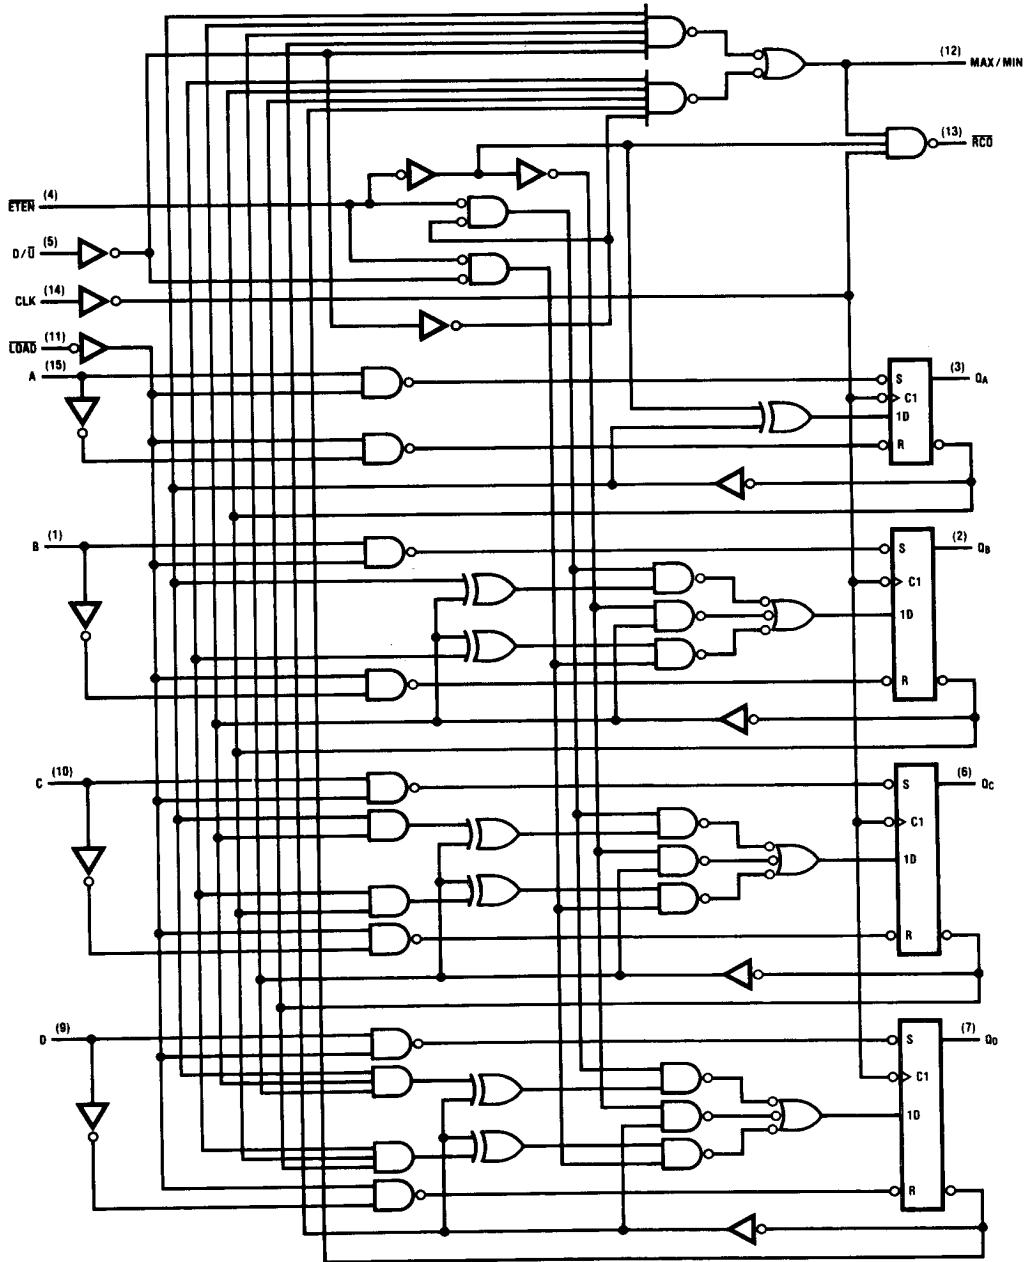 (12) MAX/MIN
(13) RCO
CTEN (4)
D/U (5)
CLK (14)
LOAD (11)
A (15)
S (3) QA
C1
1D
R
B (1)
S (2) QB
C1
1D
R
C (10)
S (6) QC
C1
1D
R
D (9)
S (7) QD
C1
1D
R